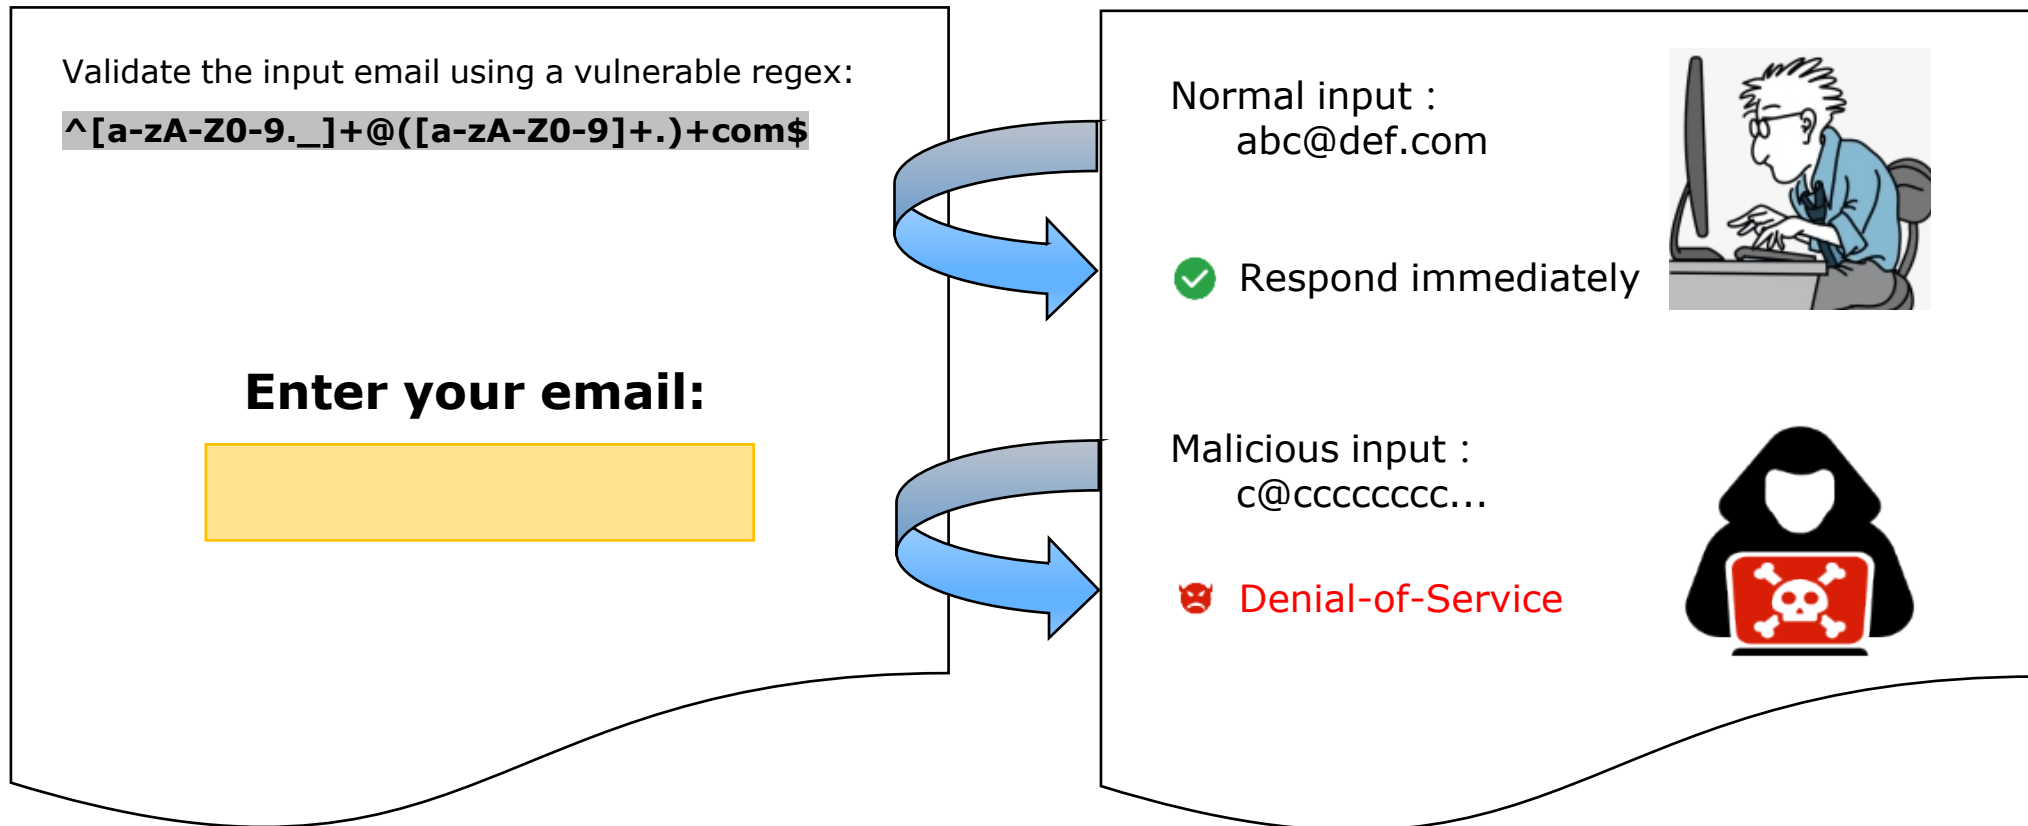 Validate the input email using a vulnerable regex:
^[a-zA-Z0-9._]+@([a-zA-Z0-9]+.)+com$
Enter your email:
Normal input :
abc@def.com
Respond immediately
Malicious input :
c@ccccccccc...
Denial-of-Service